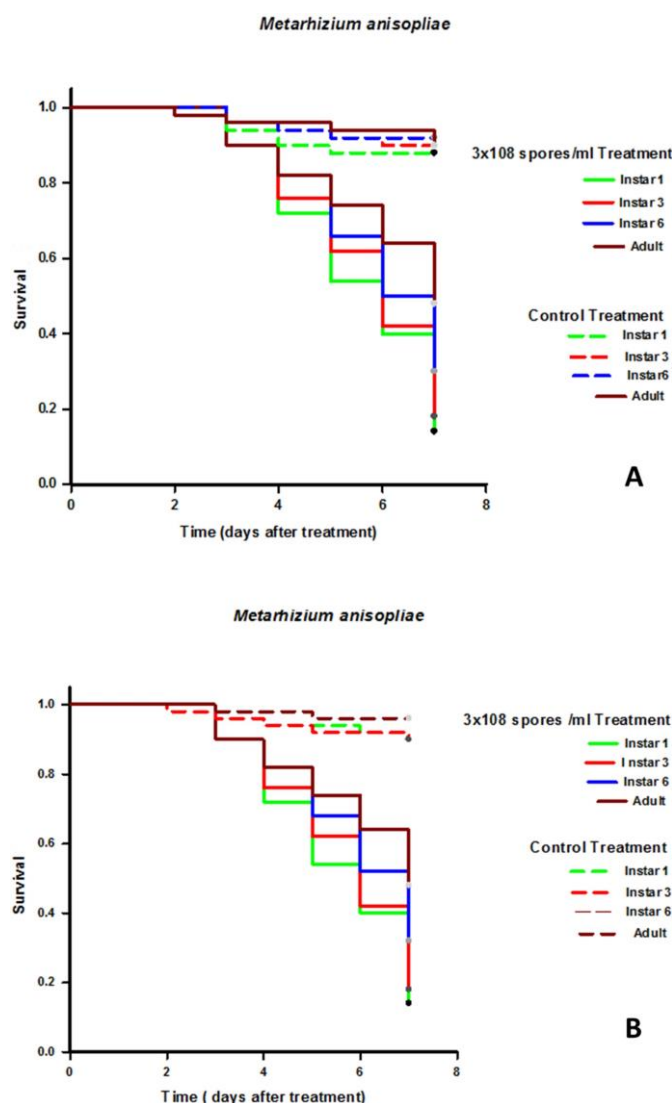 Metarhizium anisopliae
1.0
0.8
0.6
0.4
0.2
0.0
Survival
0 2 4 6 8
Time (days after treatment)
3x108 spores/ml Treatment
Instar 1
Instar 3
Instar 6
Adult
Control Treatment
Instar 1
Instar 3
Instar6
Adult
A
Metarhizium anisopliae
1.0
0.8
0.6
0.4
0.2
0.0
Survival
0 2 4 6 8
Time ( days after treatment)
3x108 spores /ml Treatment
Instar 1
I nstar 3
Instar 6
Adult
Control Treatment
Instar 1
Instar 3
Instar 6
Adult
B